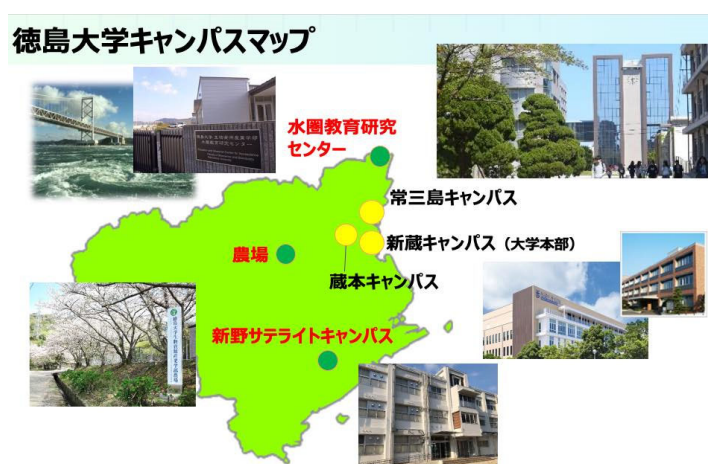 徳島大学キャンパスマップ
水圏教育研究
センター
常三島キャンパス
新蔵キャンパス（大学本部）
農場
蔵本キャンパス
新野サテライトキャンパス